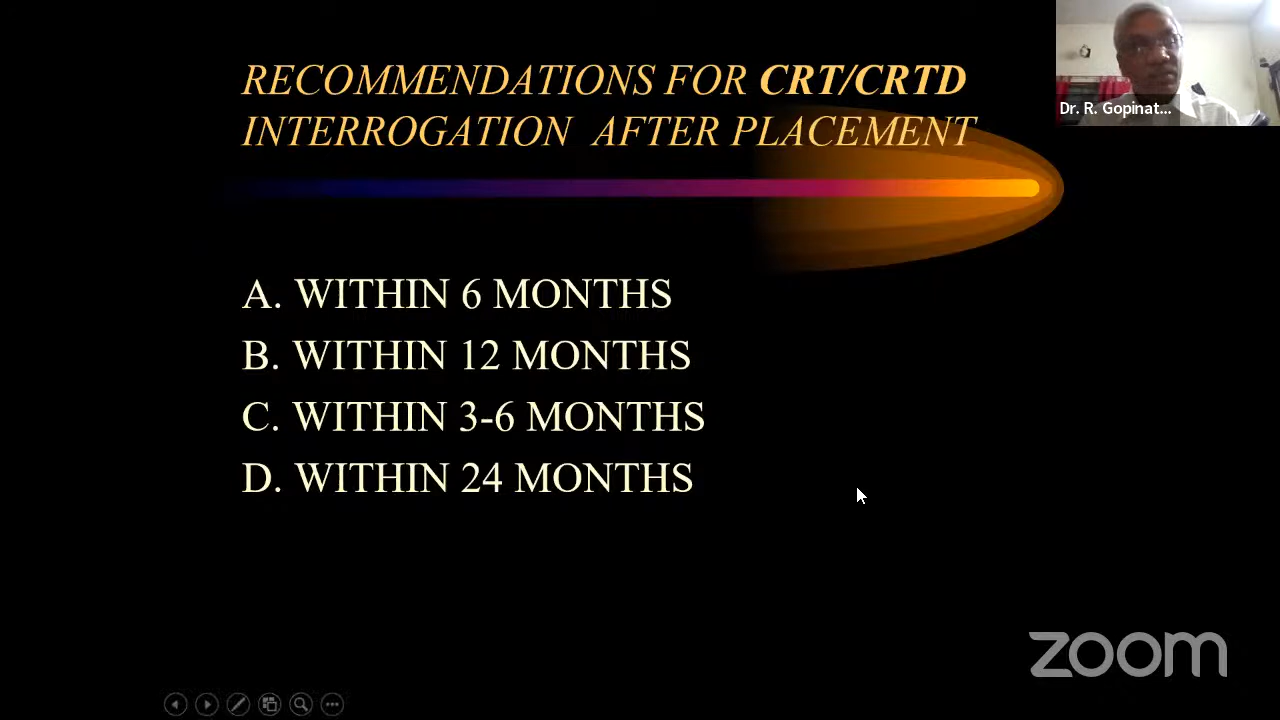 RECOMMENDATIONS FOR CRT/CRTD
INTERROGATION AFTER PLACEMENT
Dr. R. Gopinat...
A. WITHIN 6 MONTHS
B. WITHIN 12 MONTHS
C. WITHIN 3-6 MONTHS
D. WITHIN 24 MONTHS
zoom